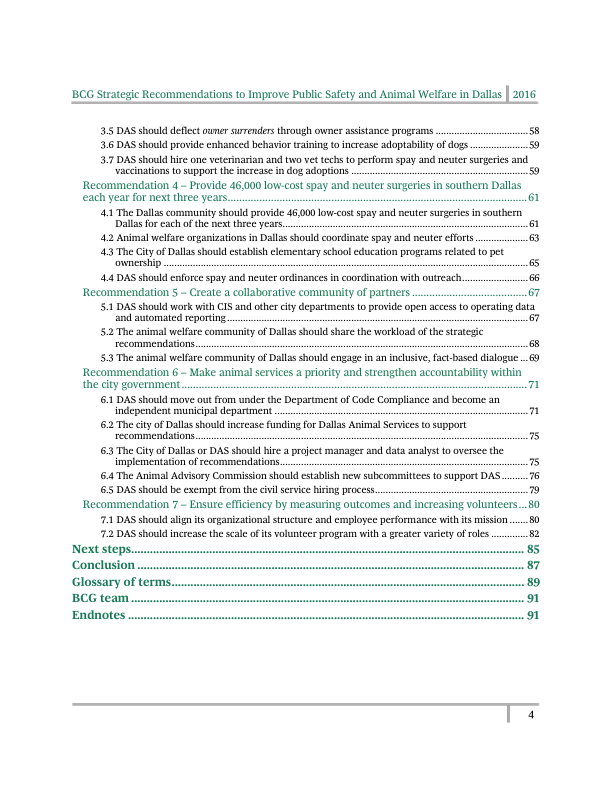 BCG Strategic Recommendations to Improve Public Safety and Animal Welfare in Dallas 2016
3.5 DAS should deflect owner surrenders through owner assistance programs ..................................58
3.6 DAS should provide enhanced behavior training to increase adoptability of dogs ......................59
3.7 DAS should hire one veterinarian and two vet techs to perform spay and neuter surgeries and
vaccinations to support the increase in dog adoptions .................................................................59
Recommendation 4 – Provide 46,000 low-cost spay and neuter surgeries in southern Dallas
each year for next three years......................................................................................................61
4.1 The Dallas community should provide 46,000 low-cost spay and neuter surgeries in southern
Dallas for each of the next three years...........................................................................................61
4.2 Animal welfare organizations in Dallas should coordinate spay and neuter efforts ...................63
4.3 The City of Dallas should establish elementary school education programs related to pet
ownership ......................................................................................................................................65
4.4 DAS should enforce spay and neuter ordinances in coordination with outreach........................66
Recommendation 5 – Create a collaborative community of partners .......................................67
5.1 DAS should work with CIS and other city departments to provide open access to operating data
and automated reporting...............................................................................................................67
5.2 The animal welfare community of Dallas should share the workload of the strategic
recommendations..........................................................................................................................68
5.3 The animal welfare community of Dallas should engage in an inclusive, fact-based dialogue ...69
Recommendation 6 – Make animal services a priority and strengthen accountability within
the city government.....................................................................................................................71
6.1 DAS should move out from under the Department of Code Compliance and become an
independent municipal department ..............................................................................................71
6.2 The city of Dallas should increase funding for Dallas Animal Services to support
recommendations..........................................................................................................................75
6.3 The City of Dallas or DAS should hire a project manager and data analyst to oversee the
implementation of recommendations............................................................................................75
6.4 The Animal Advisory Commission should establish new subcommittees to support DAS .........76
6.5 DAS should be exempt from the civil service hiring process.......................................................79
Recommendation 7 – Ensure efficiency by measuring outcomes and increasing volunteers...80
7.1 DAS should align its organizational structure and employee performance with its mission .......80
7.2 DAS should increase the scale of its volunteer program with a greater variety of roles .............82
Next steps............................................................................................................................. 85
Conclusion ........................................................................................................................... 87
Glossary of terms................................................................................................................. 89
BCG team ............................................................................................................................. 91
Endnotes .............................................................................................................................. 91
4